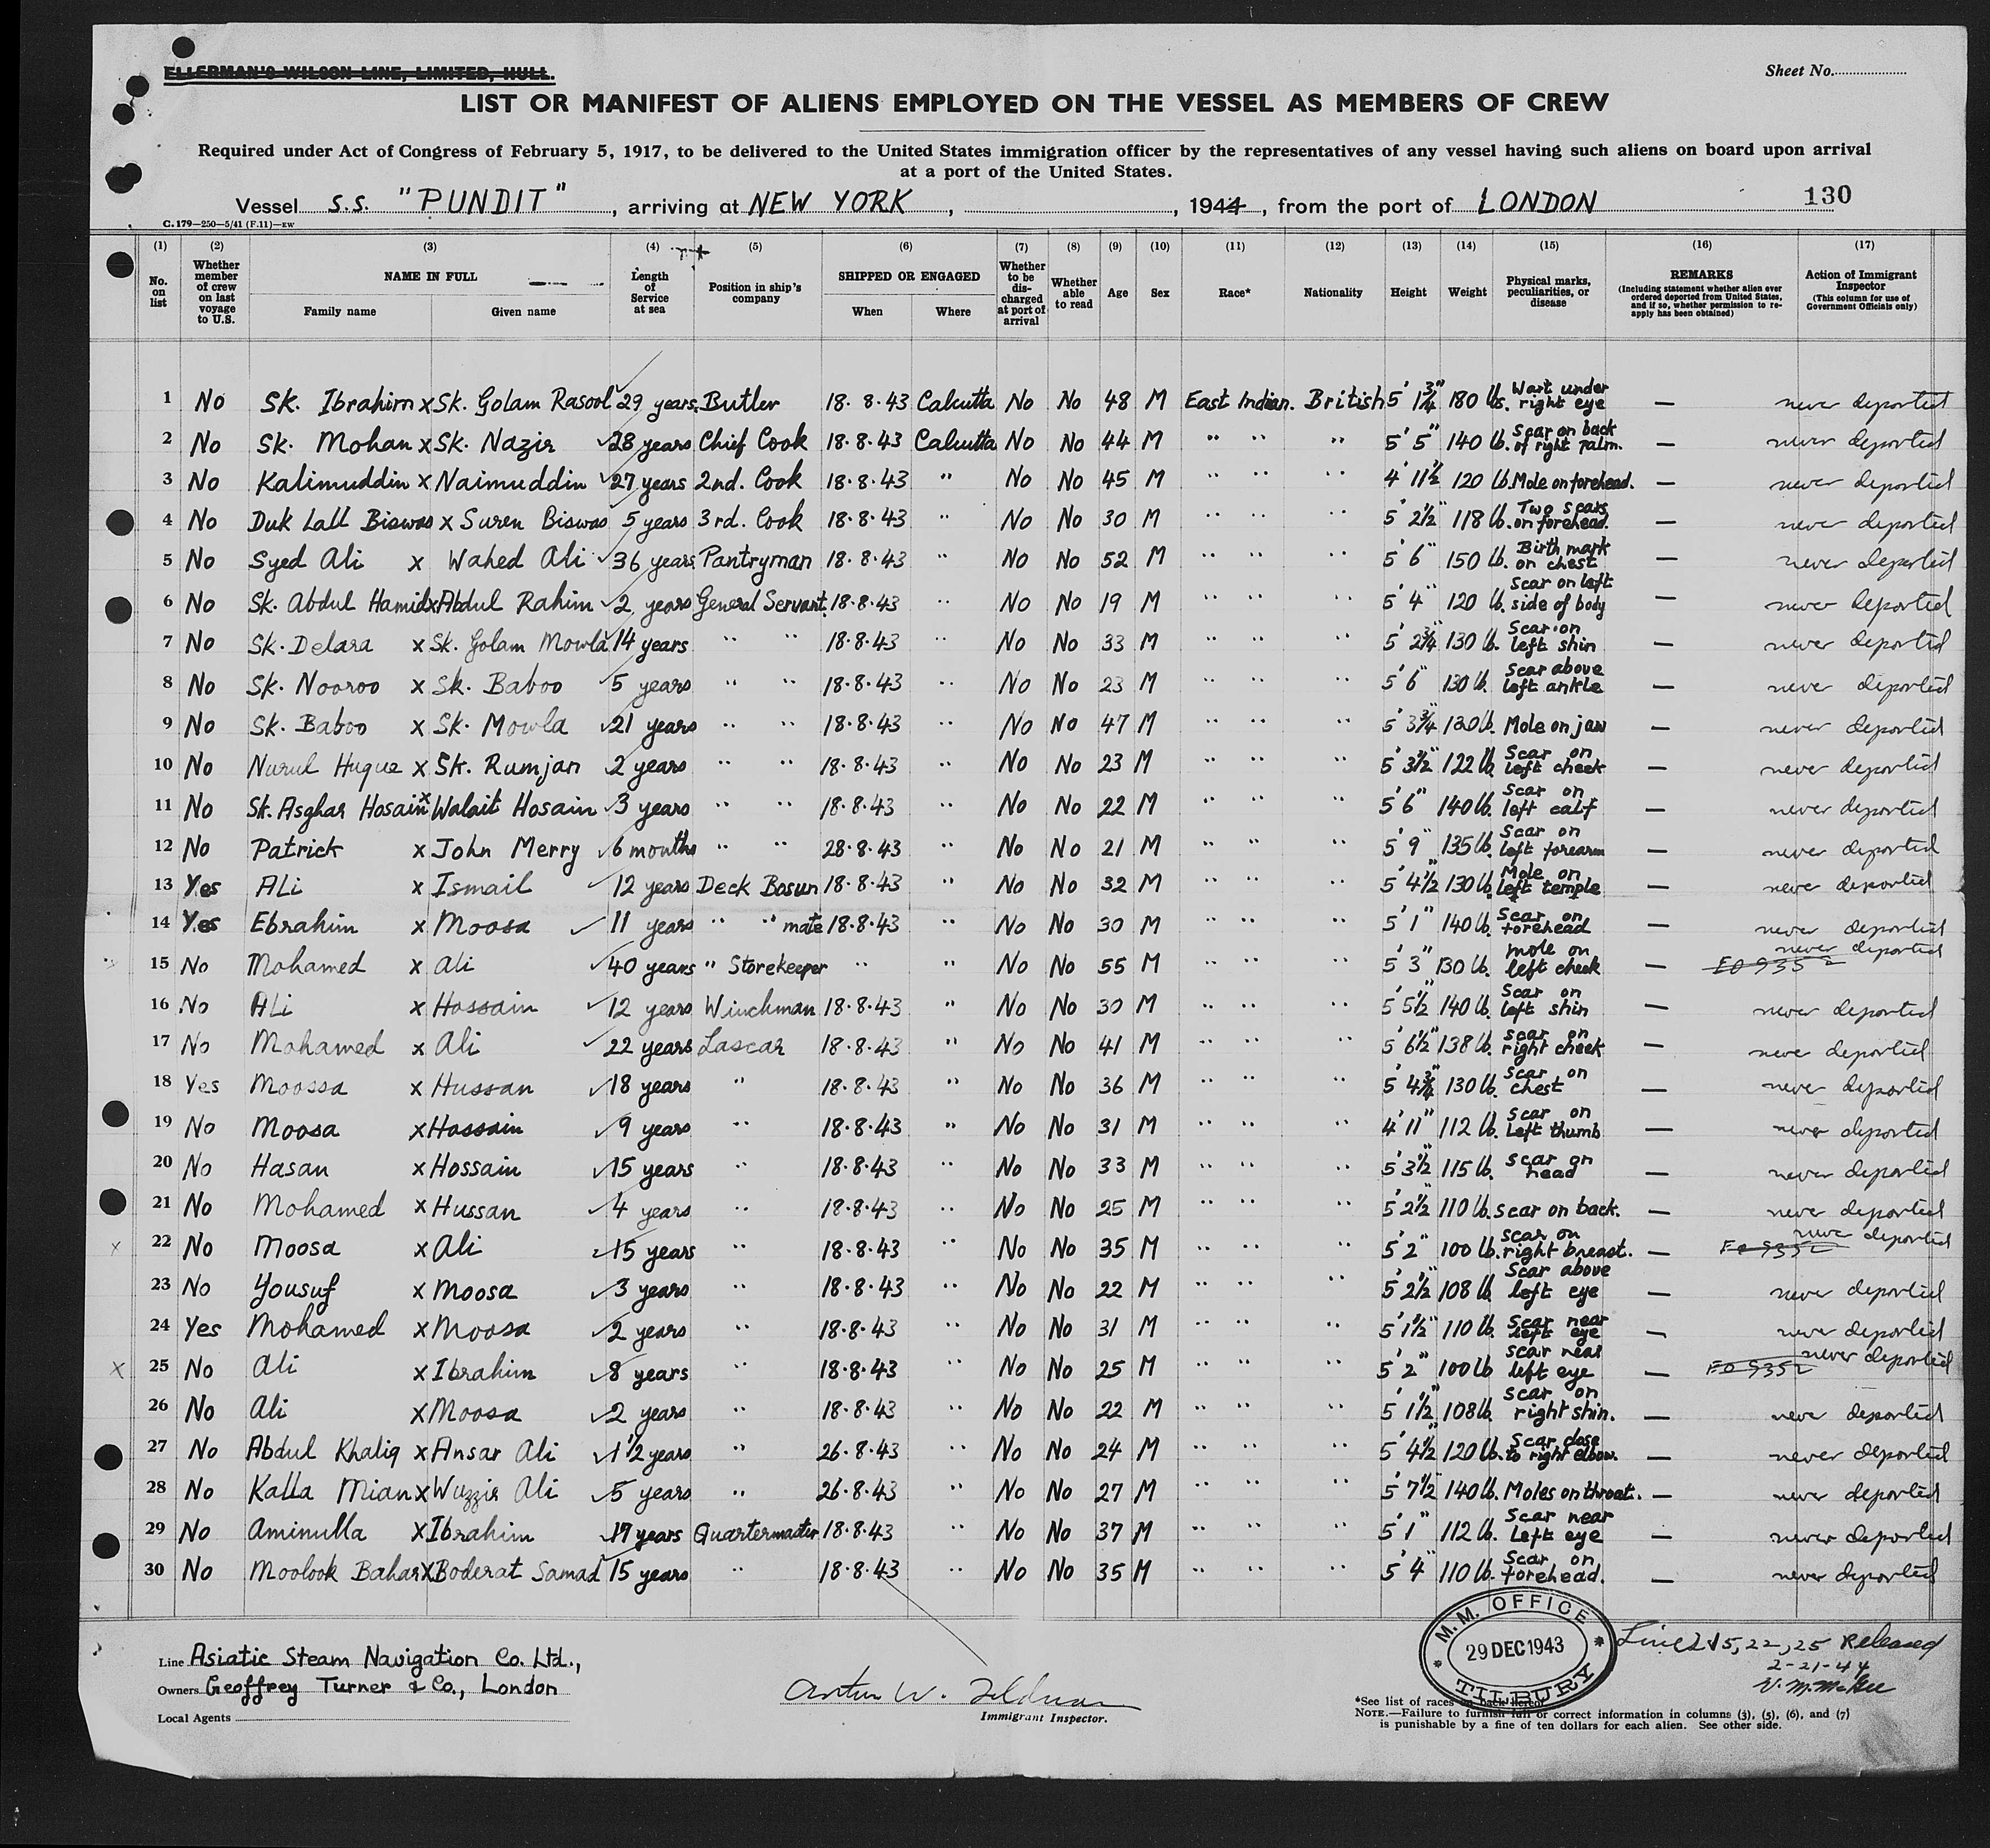 ELLERMAN'S WILSON LINE, LIMITED, HULL.
Sheet No.
LIST OR MANIFEST OF ALIENS EMPLOYED ON THE VESSEL AS MEMBERS OF CREW
Required under Act of Congress of February 5, 1917, to be delivered to the United States immigration officer by the representatives of any vessel having such aliens on board upon arrival
at a port of the United States.
Vessel S.S. "PUNDIT", arriving at NEW YORK, , 1944, from the port of LONDON 130
C.179—250—5/41 (F.11)—EW
(1) (2) (3) (4) (5) (6) (7) (8) (9) (10) (11) (12) (13) (14) (15) (16) (17)
No. on list | Whether member of crew on last voyage to U.S. | NAME IN FULL Family name Given name | Length of Service at sea | Position in ship's company | SHIPPED OR ENGAGED When Where | Whether to be discharged at port of arrival | Whether able to read | Age | Sex | Race* | Nationality | Height | Weight | Physical marks, peculiarities, or disease | REMARKS (Including statement whether alien ever ordered deported from United States, and if so, whether permission to re-apply has been obtained) | Action of Immigrant Inspector (This column for use of Government Officials only)
1 No Sk. Ibrahim x Sk. Golam Rasool 29 years Butler 18.8.43 Calcutta No No 48 M East Indian. British 5' 1¾" 180 lbs. Wart under right eye — never deported
2 No Sk. Mohan x Sk. Nazir 28 years Chief Cook 18.8.43 Calcutta No No 44 M " " " 5' 5" 140 lb. Scar on back of right palm. — never deported
3 No Kalimuddin x Naimuddin 27 years 2nd. Cook 18.8.43 " No No 45 M " " " 4' 11½ 120 lb. Mole on forehead. — never deported
4 No Duk Lall Biswas x Suren Biswas 5 years 3rd. Cook 18.8.43 " No No 30 M " " " 5' 2½" 118 lb. Two scars on forehead. — never deported
5 No Syed Ali x Wahed Ali 36 years Pantryman 18.8.43 " No No 52 M " " " 5' 6" 150 lb. Birth mark on chest — never deported
6 No Sk. Abdul Hamid x Abdul Rahim 2 years General Servant 18.8.43 " No No 19 M " " " 5' 4" 120 lb. Scar on left side of body — never deported
7 No Sk. Delara x Sk. Golam Mowla 14 years " " 18.8.43 " No No 33 M " " " 5' 2¾" 130 lb. Scar on left shin — never deported
8 No Sk. Nooroo x Sk. Baboo 5 years " " 18.8.43 " No No 23 M " " " 5' 6" 130 lb. Scar above left ankle — never deported
9 No Sk. Baboo x Sk. Mowla 21 years " " 18.8.43 " No No 47 M " " " 5' 3¾" 130 lb. Mole on jaw — never deported
10 No Nurul Huque x Sk. Rumjan 2 years " " 18.8.43 " No No 23 M " " " 5' 3½" 122 lb. Scar on left cheek — never deported
11 No Sk. Asghar Hosain x Walait Hosain 3 years " " 18.8.43 " No No 22 M " " " 5' 6" 140 lb. Scar on left calf — never deported
12 No Patrick x John Merry 6 months " " 28.8.43 " No No 21 M " " " 5' 9" 135 lb. Scar on left forearm — never deported
13 Yes ALi x Ismail 12 years Deck Bosun 18.8.43 " No No 32 M " " " 5' 4½" 130 lb. Mole on left temple — never deported
14 Yes Ebrahim x Moosa 11 years " " mate 18.8.43 " No No 30 M " " " 5' 1" 140 lb. Scar on forehead — never deported
15 No Mohamed x Ali 40 years " Storekeeper " " No No 55 M " " " 5' 3" 130 lb. mole on left cheek — EO 9352 never deported
16 No ALi x Hossain 12 years Winchman 18.8.43 " No No 30 M " " " 5' 5½" 140 lb. Scar on left shin — never deported
17 No Mohamed x Ali 22 years Lascar 18.8.43 " No No 41 M " " " 5' 6½" 138 lb. scar on right cheek — never deported
18 Yes Moossa x Hussan 18 years " 18.8.43 " No No 36 M " " " 5' 4¾" 130 lb. Scar on chest — never deported
19 No Moosa x Hossain 9 years " 18.8.43 " No No 31 M " " " 4' 11" 112 lb. Scar on left thumb — never deported
20 No Hasan x Hossain 15 years " 18.8.43 " No No 33 M " " " 5' 3½ 115 lb. scar on head — never deported
21 No Mohamed x Hussan 4 years " 18.8.43 " No No 25 M " " " 5' 2½" 110 lb. scar on back. — never deported
22 No Moosa x Ali 15 years " 18.8.43 " No No 35 M " " " 5' 2" 100 lb. scar on right breast. — EO 9352 never deported
23 No Yousuf x Moosa 3 years " 18.8.43 " No No 22 M " " " 5' 2½" 108 lb. Scar above left eye — never deported
24 Yes Mohamed x Moosa 2 years " 18.8.43 " No No 31 M " " " 5' 1½" 110 lb. Scar near left eye — never deported
25 No Ali x Ibrahim 8 years " 18.8.43 " No No 25 M " " " 5' 2" 100 lb scar near left eye — EO 9352 never deported
26 No Ali x Moosa 2 years " 18.8.43 " No No 22 M " " " 5' 1½" 108 lb. scar on right shin. — never deported
27 No Abdul Khaliq x Ansar Ali 1½ years " 26.8.43 " No No 24 M " " " 5' 4½" 120 lb. Scar close to right elbow. — never deported
28 No Kalla Mian x Wuzzir Ali 5 years " 26.8.43 " No No 27 M " " " 5' 7½" 140 lb. Moles on throat. — never deported
29 No Aminulla x Ibrahim 19 years Quartermaster 18.8.43 " No No 37 M " " " 5' 1" 112 lb. Scar near left eye — never deported
30 No Moolook Bahar x Boderat Samad 15 years " 18.8.43 " No No 35 M " " " 5' 4" 110 lb. Scar on forehead. — never deported
Line Asiatic Steam Navigation Co. Ltd.,
Owners Geoffrey Turner & Co., London
Local Agents
Immigrant Inspector.
M.M. OFFICE
29 DEC 1943
TILBURY
15, 22, 25 Released
2-21-44
*See list of races on back hereof.
NOTE.—Failure to furnish full or correct information in columns (3), (5), (6), and (7)
is punishable by a fine of ten dollars for each alien. See other side.